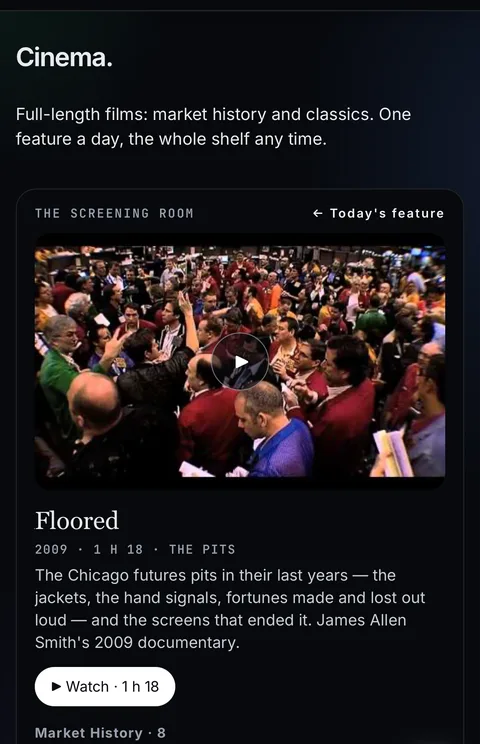 Cinema.
Full-length films: market history and classics. One
feature a day, the whole shelf any time.
THE SCREENING ROOM
← Today's feature
Floored
2009 · 1 H 18 · THE PITS
The Chicago futures pits in their last years — the
jackets, the hand signals, fortunes made and lost out
loud — and the screens that ended it. James Allen
Smith's 2009 documentary.
▶ Watch · 1 h 18
Market History · 8